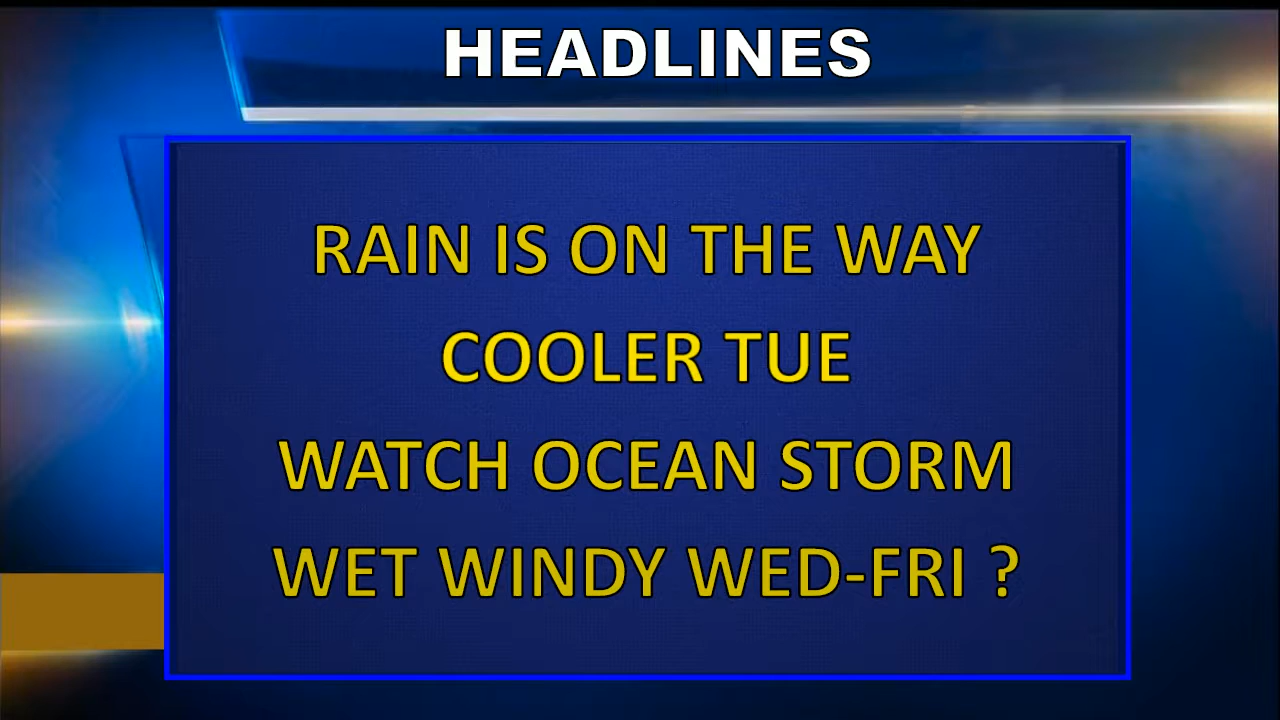 HEADLINES
RAIN IS ON THE WAY
COOLER TUE
WATCH OCEAN STORM
WET WINDY WED-FRI ?